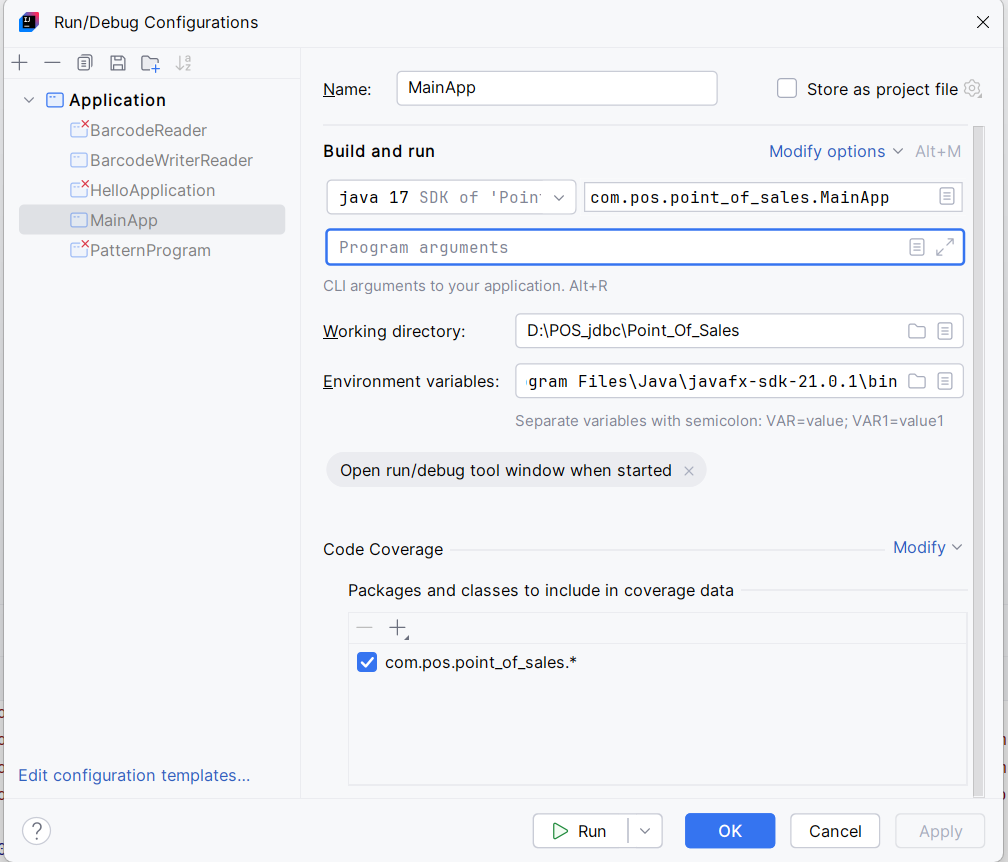 Run/Debug Configurations
Application
BarcodeReader
BarcodeWriterReader
HelloApplication
MainApp
PatternProgram
Edit configuration templates...
Name: MainApp Store as project file
Build and run Modify options Alt+M
java 17 SDK of 'Poin com.pos.point_of_sales.MainApp
Program arguments
CLI arguments to your application. Alt+R
Working directory: D:\POS_jdbc\Point_Of_Sales
Environment variables: gram Files\Java\javafx-sdk-21.0.1\bin
Separate variables with semicolon: VAR=value; VAR1=value1
Open run/debug tool window when started
Code Coverage Modify
Packages and classes to include in coverage data
com.pos.point_of_sales.*
? Run OK Cancel Apply